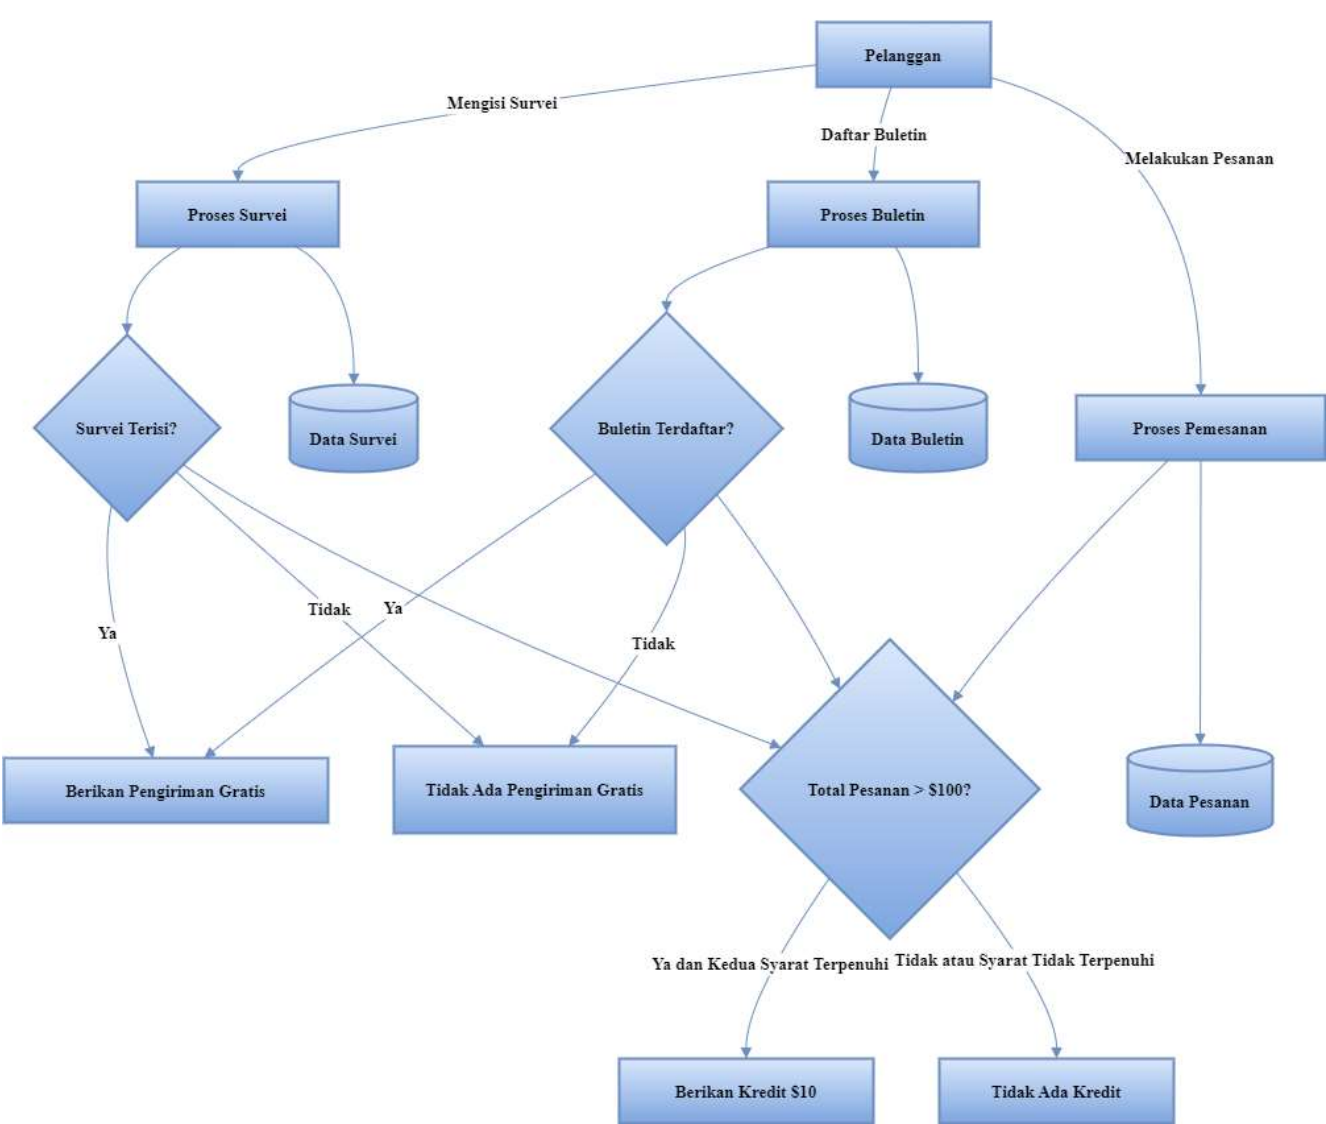 Pelanggan
Mengisi Survei
Daftar Buletin
Melakukan Pesanan
Proses Survei
Proses Buletin
Survei Terisi?
Data Survei
Buletin Terdaftar?
Data Buletin
Proses Pemesanan
Ya
Tidak
Ya
Tidak
Berikan Pengiriman Gratis
Tidak Ada Pengiriman Gratis
Total Pesanan > $100?
Data Pesanan
Ya dan Kedua Syarat Terpenuhi
Tidak atau Syarat Tidak Terpenuhi
Berikan Kredit $10
Tidak Ada Kredit